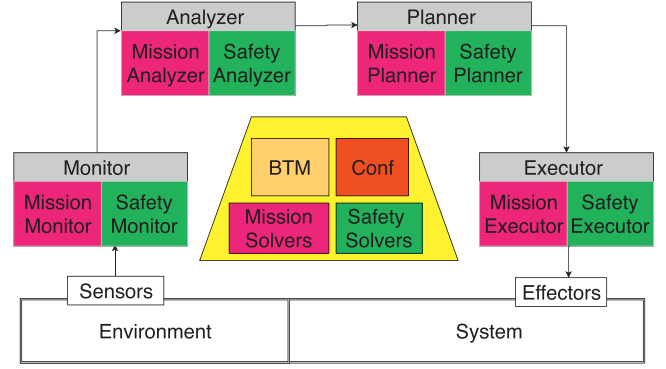 Analyzer
Mission
Analyzer
Safety
Analyzer
Planner
Mission
Planner
Safety
Planner
Monitor
Mission
Monitor
Safety
Monitor
BTM
Conf
Mission
Solvers
Safety
Solvers
Executor
Mission
Executor
Safety
Executor
Sensors
Effectors
Environment
System